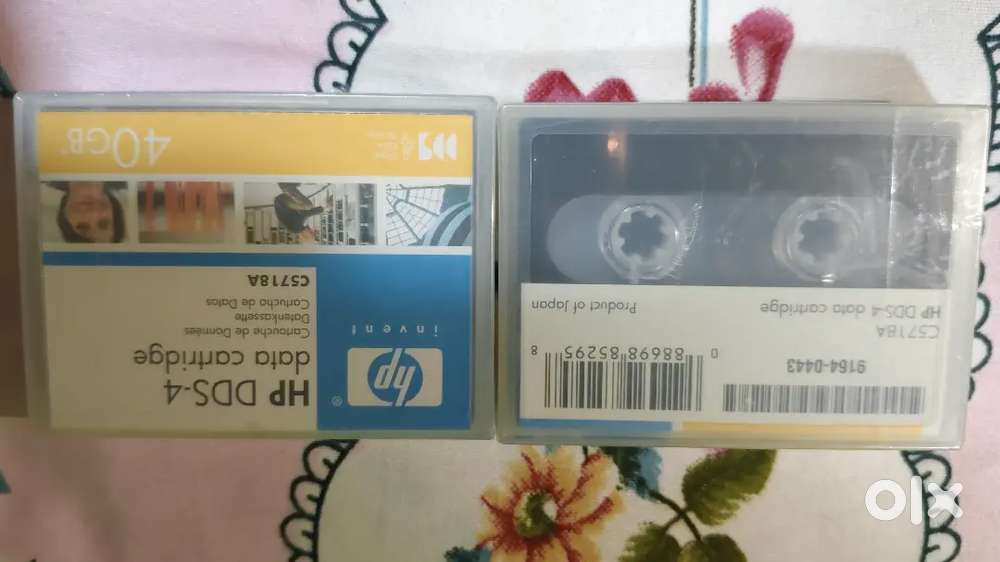 hp®
invent
HP DDS-4
data cartridge
Cartouche de Données
Datenkassette
Cartucho de Datos
C5718A
DDS
40GB*
9164-0443
0 88698 85295 8
C5718A
HP DDS-4 data cartridge
Product of Japan
olx